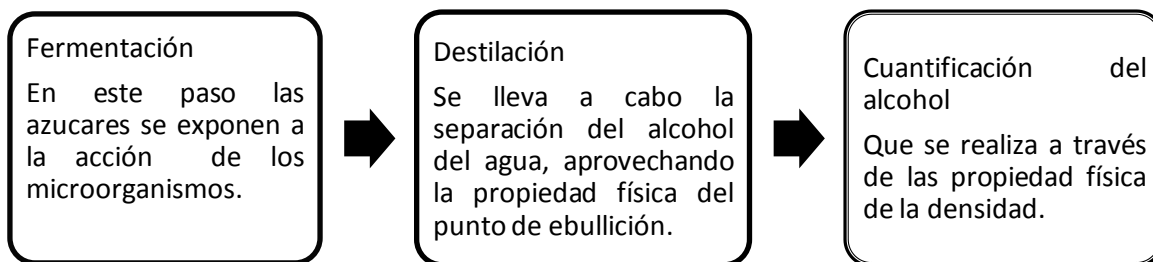 Fermentación
En este paso las
azucares se exponen a
la acción de los
microorganismos.
Destilación
Se lleva a cabo la
separación del alcohol
del agua, aprovechando
la propiedad física del
punto de ebullición.
Cuantificación del
alcohol
Que se realiza a través
de las propiedad física
de la densidad.